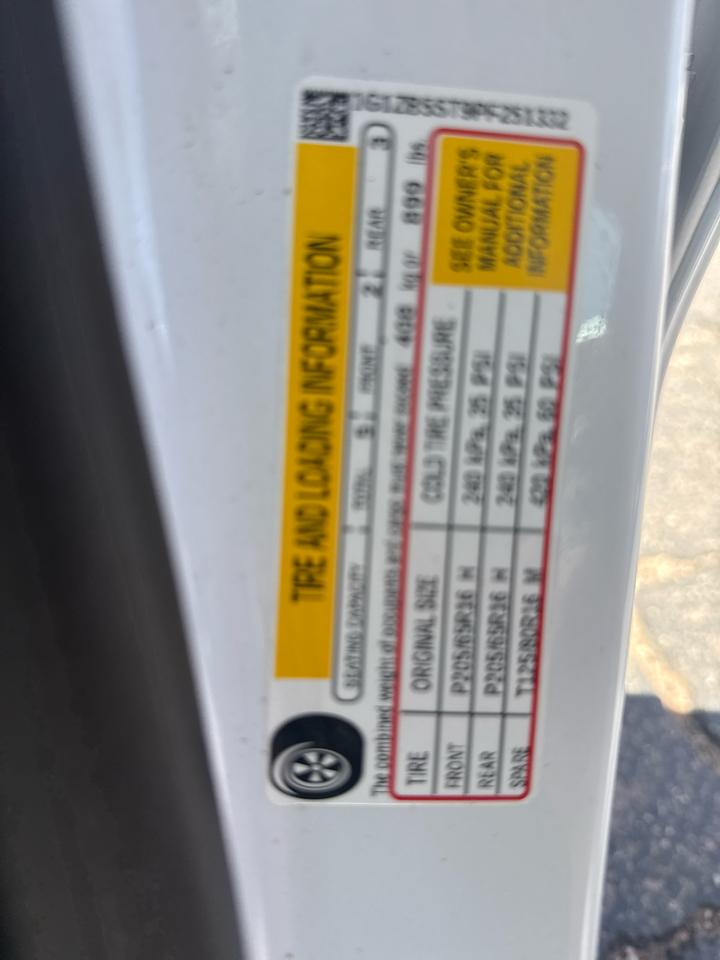 1G1ZB5ST9PF251332
TIRE AND LOADING INFORMATION
SEATING CAPACITY TOTAL 5 FRONT 2 REAR 3
The combined weight of occupants and cargo must never exceed 408 kg or 899 lbs
TIRE ORIGINAL SIZE COLD TIRE PRESSURE
FRONT P205/65R16 H 240 kPa, 35 PSI
REAR P205/65R16 H 240 kPa, 35 PSI
SPARE T125/80R16 M 420 kPa, 60 PSI
SEE OWNER'S
MANUAL FOR
ADDITIONAL
INFORMATION